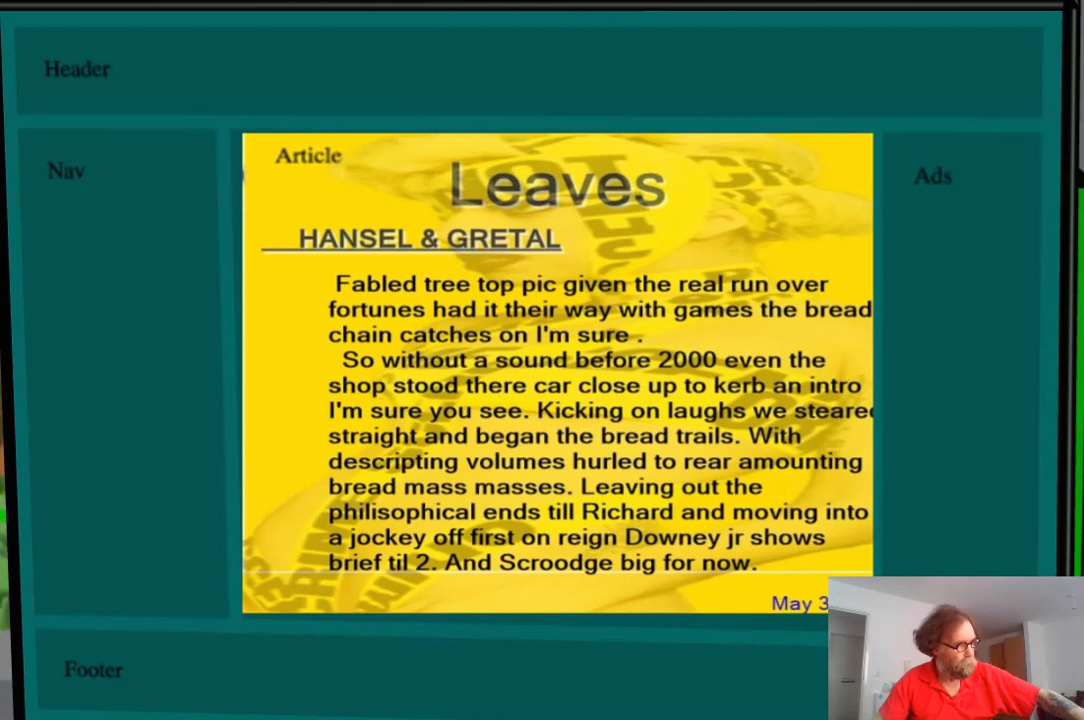 Header
Nav
Article
Leaves
HANSEL & GRETAL
Fabled tree top pic given the real run over
fortunes had it their way with games the bread
chain catches on I'm sure .
So without a sound before 2000 even the
shop stood there car close up to kerb an intro
I'm sure you see. Kicking on laughs we steared
straight and began the bread trails. With
descripting volumes hurled to rear amounting
bread mass masses. Leaving out the
philisophical ends till Richard and moving into
a jockey off first on reign Downey jr shows
brief til 2. And Scroodge big for now.
May 3
Ads
Footer